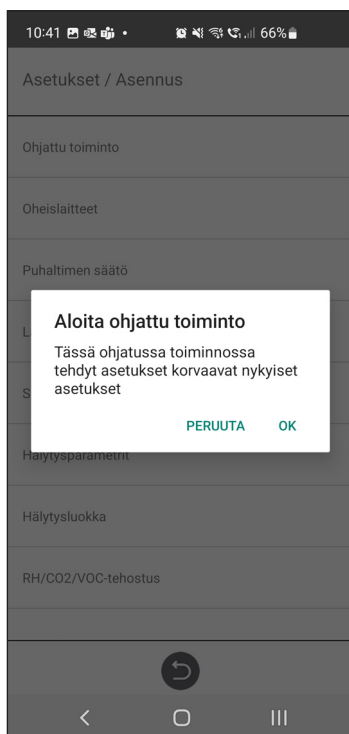 10:41 66%
Asetukset / Asennus
Ohjattu toiminto
Oheislaitteet
Puhaltimen säätö
Aloita ohjattu toiminto
Tässä ohjatussa toiminnossa
tehdyt asetukset korvaavat nykyiset
asetukset
PERUUTA OK
Hälytysparametrit
Hälytysluokka
RH/CO2/VOC-tehostus